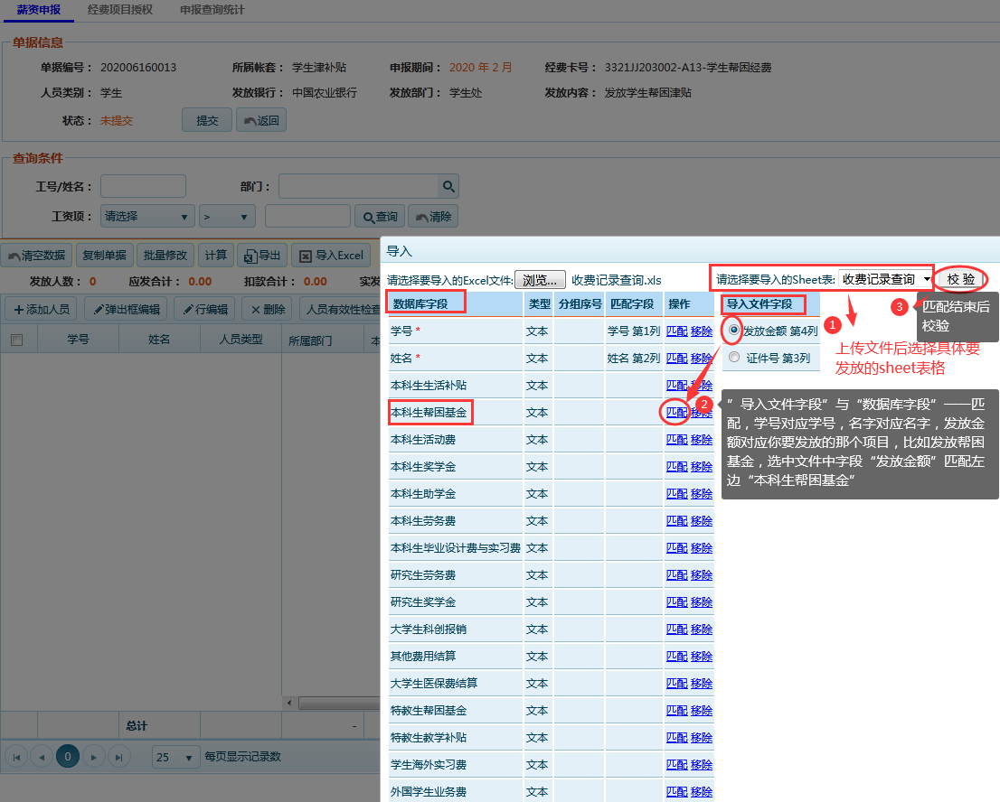 薪资申报 经费项目授权 申报查询统计
单据信息
单据编号： 202006160013 所属帐套： 学生津补贴 申报期间： 2020 年 2 月 经费卡号： 3321JJ203002-A13-学生帮困经费
人员类别： 学生 发放银行： 中国农业银行 发放部门： 学生处 发放内容： 发放学生帮困津贴
状态： 未提交 提交 返回
查询条件
工号/姓名： 部门：
工资项： 请选择 > 查询 清除
清空数据 复制单据 批量修改 计算 导出 导入Excel
发放人数： 0 应发合计： 0.00 扣款合计： 0.00 实发
添加人员 弹出框编辑 行编辑 删除 人员有效性检查
学号 姓名 人员类型 所属部门 本
总计 -
0 25 每页显示记录数
导入
请选择要导入的Excel文件: 浏览... 收费记录查询.xls 请选择要导入的Sheet表: 收费记录查询 校 验
数据库字段 类型 分组序号 匹配字段 操作 导入文件字段
学号 * 文本 学号 第1列 匹配 移除 发放金额 第4列
姓名 * 文本 姓名 第2列 匹配 移除 证件号 第3列
本科生生活补贴 文本 匹配 移除
本科生帮困基金 文本 匹配 移除
本科生活动费 文本 匹配 移除
本科生奖学金 文本 匹配 移除
本科生助学金 文本 匹配 移除
本科生劳务费 文本 匹配 移除
本科生毕业设计费与实习费 文本 匹配 移除
研究生劳务费 文本 匹配 移除
研究生奖学金 文本 匹配 移除
大学生科创报销 文本 匹配 移除
其他费用结算 文本 匹配 移除
大学生医保费结算 文本 匹配 移除
特教生帮困基金 文本 匹配 移除
特教生教学补贴 文本 匹配 移除
学生海外实习费 文本 匹配 移除
外国学生业务费 文本 匹配 移除
1
上传文件后选择具体要
发放的sheet表格
2
”导入文件字段”与“数据库字段”一一匹
配，学号对应学号，名字对应名字，发放金
额对应你要发放的那个项目，比如发放帮困
基金，选中文件中字段“发放金额”匹配左
边“本科生帮困基金”
3
匹配结束后
校验